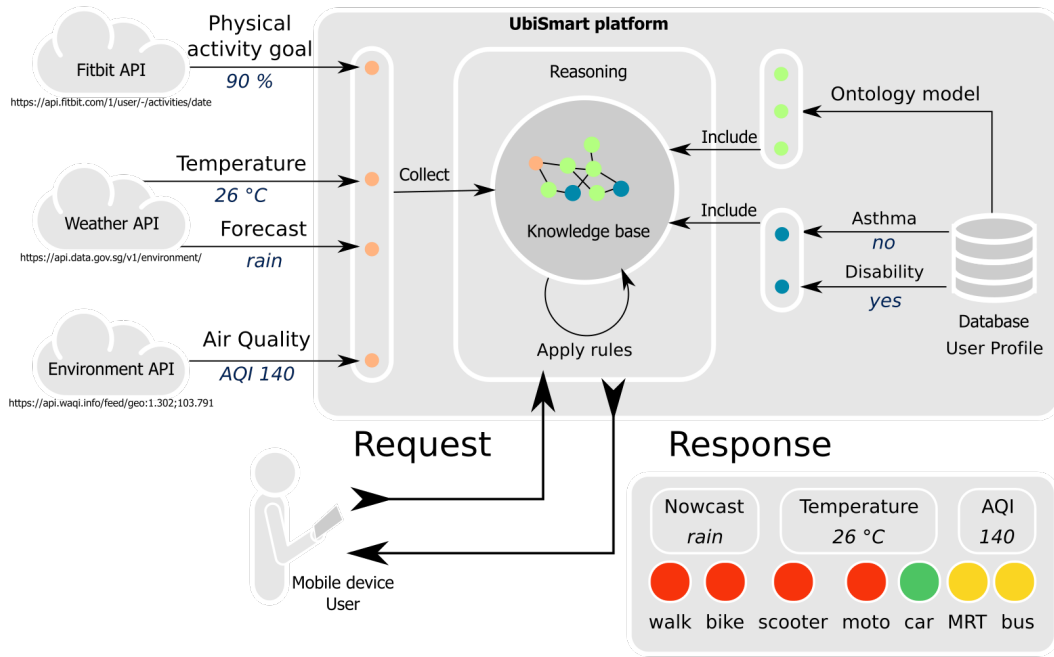 UbiSmart platform
Physical
activity goal
90 %
Fitbit API
https://api.fitbit.com/1/user/-/activities/date
Temperature
26 °C
Weather API
Forecast
rain
https://api.data.gov.sg/v1/environment/
Air Quality
AQI 140
Environment API
https://api.waqi.info/feed/geo:1.302;103.791
Collect
Reasoning
Knowledge base
Apply rules
Include
Include
Ontology model
Asthma
no
Disability
yes
Database
User Profile
Request
Response
Mobile device
User
Nowcast
rain
Temperature
26 °C
AQI
140
walk bike scooter moto car MRT bus